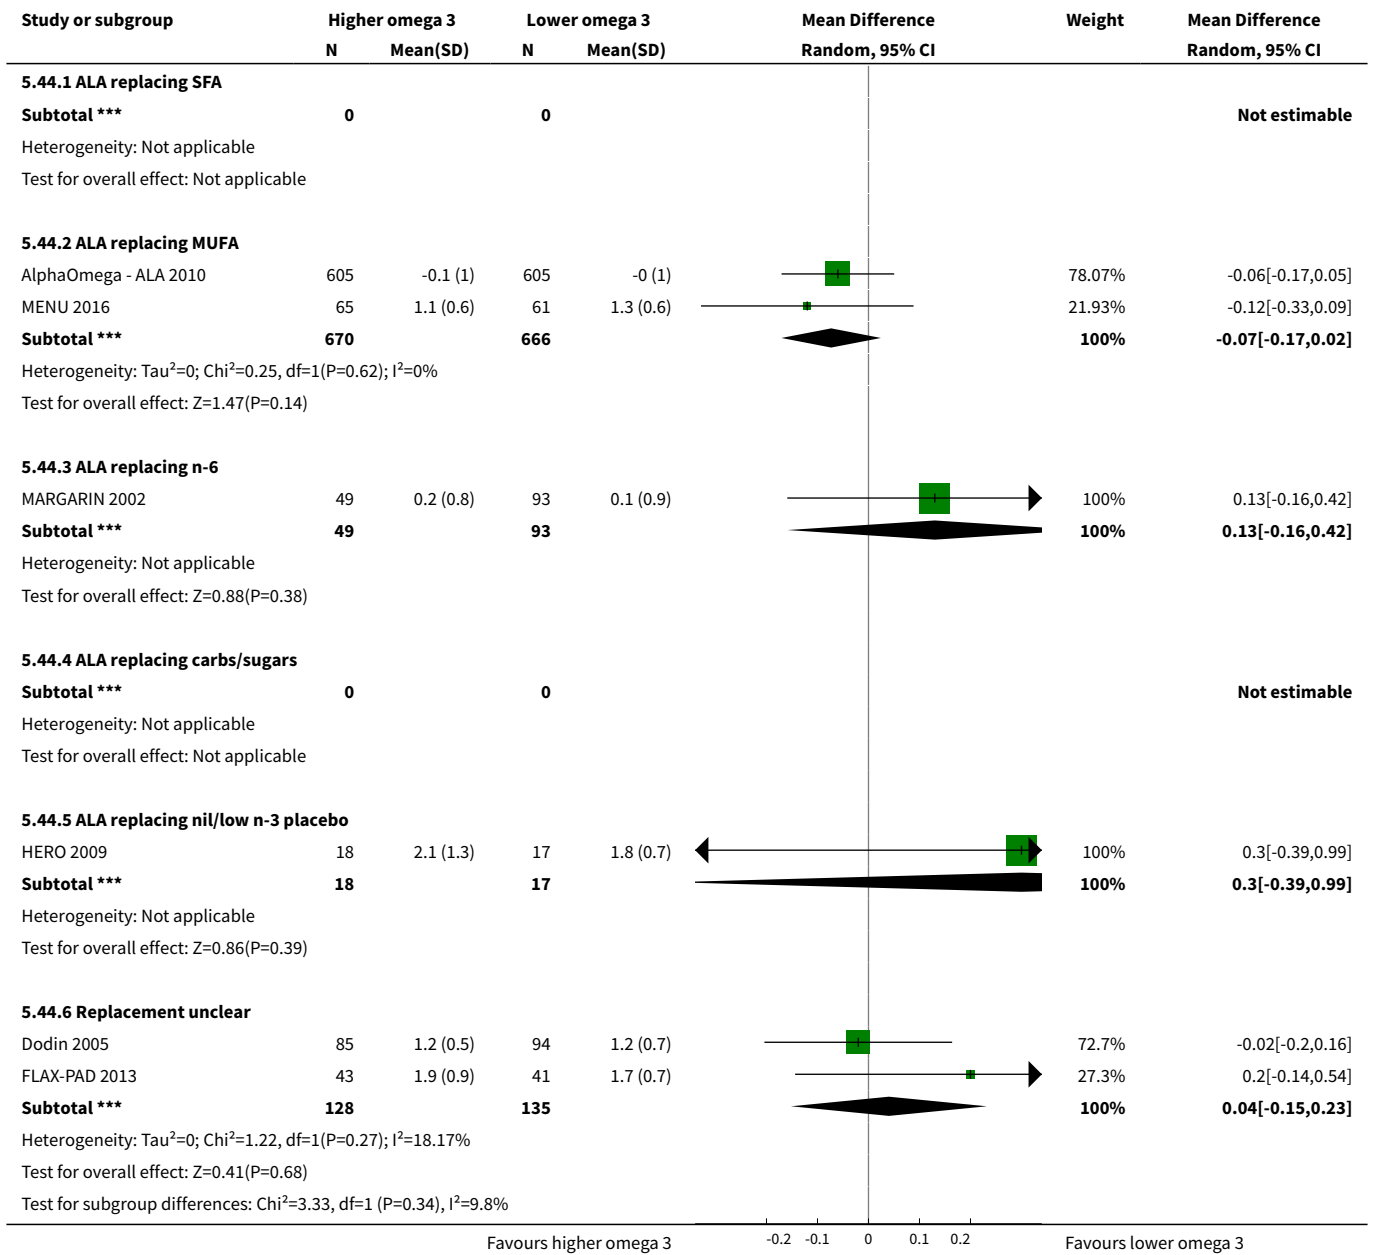 Study or subgroup Higher omega 3 Lower omega 3 Mean Difference Weight Mean Difference
N Mean(SD) N Mean(SD) Random, 95% CI Random, 95% CI
5.44.1 ALA replacing SFA
Subtotal *** 0 0 Not estimable
Heterogeneity: Not applicable
Test for overall effect: Not applicable
5.44.2 ALA replacing MUFA
AlphaOmega - ALA 2010 605 -0.1 (1) 605 -0 (1) 78.07% -0.06[-0.17,0.05]
MENU 2016 65 1.1 (0.6) 61 1.3 (0.6) 21.93% -0.12[-0.33,0.09]
Subtotal *** 670 666 100% -0.07[-0.17,0.02]
Heterogeneity: Tau²=0; Chi²=0.25, df=1(P=0.62); I²=0%
Test for overall effect: Z=1.47(P=0.14)
5.44.3 ALA replacing n-6
MARGARIN 2002 49 0.2 (0.8) 93 0.1 (0.9) 100% 0.13[-0.16,0.42]
Subtotal *** 49 93 100% 0.13[-0.16,0.42]
Heterogeneity: Not applicable
Test for overall effect: Z=0.88(P=0.38)
5.44.4 ALA replacing carbs/sugars
Subtotal *** 0 0 Not estimable
Heterogeneity: Not applicable
Test for overall effect: Not applicable
5.44.5 ALA replacing nil/low n-3 placebo
HERO 2009 18 2.1 (1.3) 17 1.8 (0.7) 100% 0.3[-0.39,0.99]
Subtotal *** 18 17 100% 0.3[-0.39,0.99]
Heterogeneity: Not applicable
Test for overall effect: Z=0.86(P=0.39)
5.44.6 Replacement unclear
Dodin 2005 85 1.2 (0.5) 94 1.2 (0.7) 72.7% -0.02[-0.2,0.16]
FLAX-PAD 2013 43 1.9 (0.9) 41 1.7 (0.7) 27.3% 0.2[-0.14,0.54]
Subtotal *** 128 135 100% 0.04[-0.15,0.23]
Heterogeneity: Tau²=0; Chi²=1.22, df=1(P=0.27); I²=18.17%
Test for overall effect: Z=0.41(P=0.68)
Test for subgroup differences: Chi²=3.33, df=1 (P=0.34), I²=9.8%
Favours higher omega 3 -0.2 -0.1 0 0.1 0.2 Favours lower omega 3